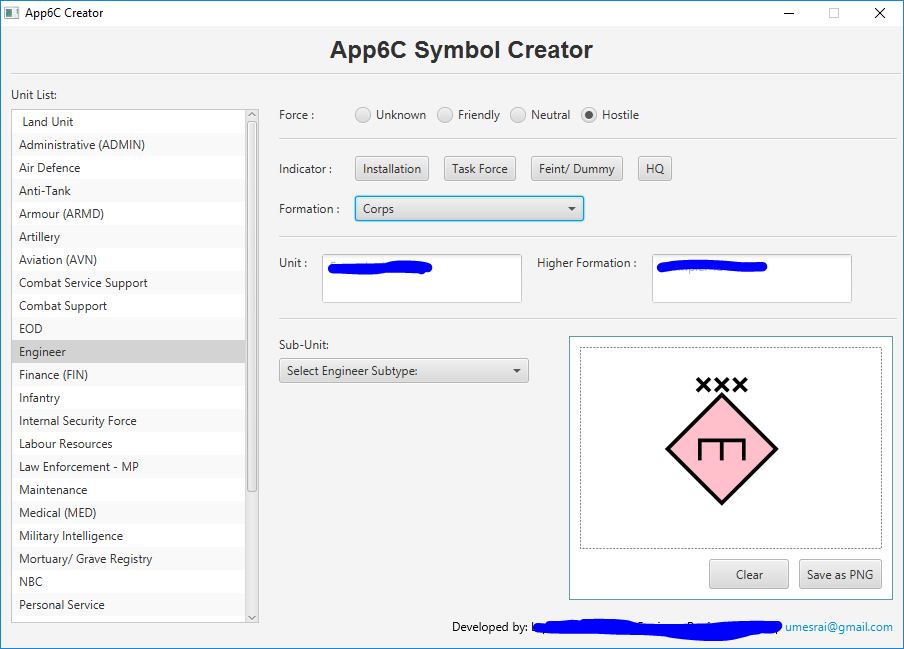 App6C Creator
App6C Symbol Creator
Unit List:
Land Unit
Administrative (ADMIN)
Air Defence
Anti-Tank
Armour (ARMD)
Artillery
Aviation (AVN)
Combat Service Support
Combat Support
EOD
Engineer
Finance (FIN)
Infantry
Internal Security Force
Labour Resources
Law Enforcement - MP
Maintenance
Medical (MED)
Military Intelligence
Mortuary/ Grave Registry
NBC
Personal Service
Force : Unknown Friendly Neutral Hostile
Indicator : Installation Task Force Feint/ Dummy HQ
Formation : Corps
Unit : Higher Formation :
Sub-Unit:
Select Engineer Subtype:
XXX
Clear Save as PNG
Developed by: umesrai@gmail.com